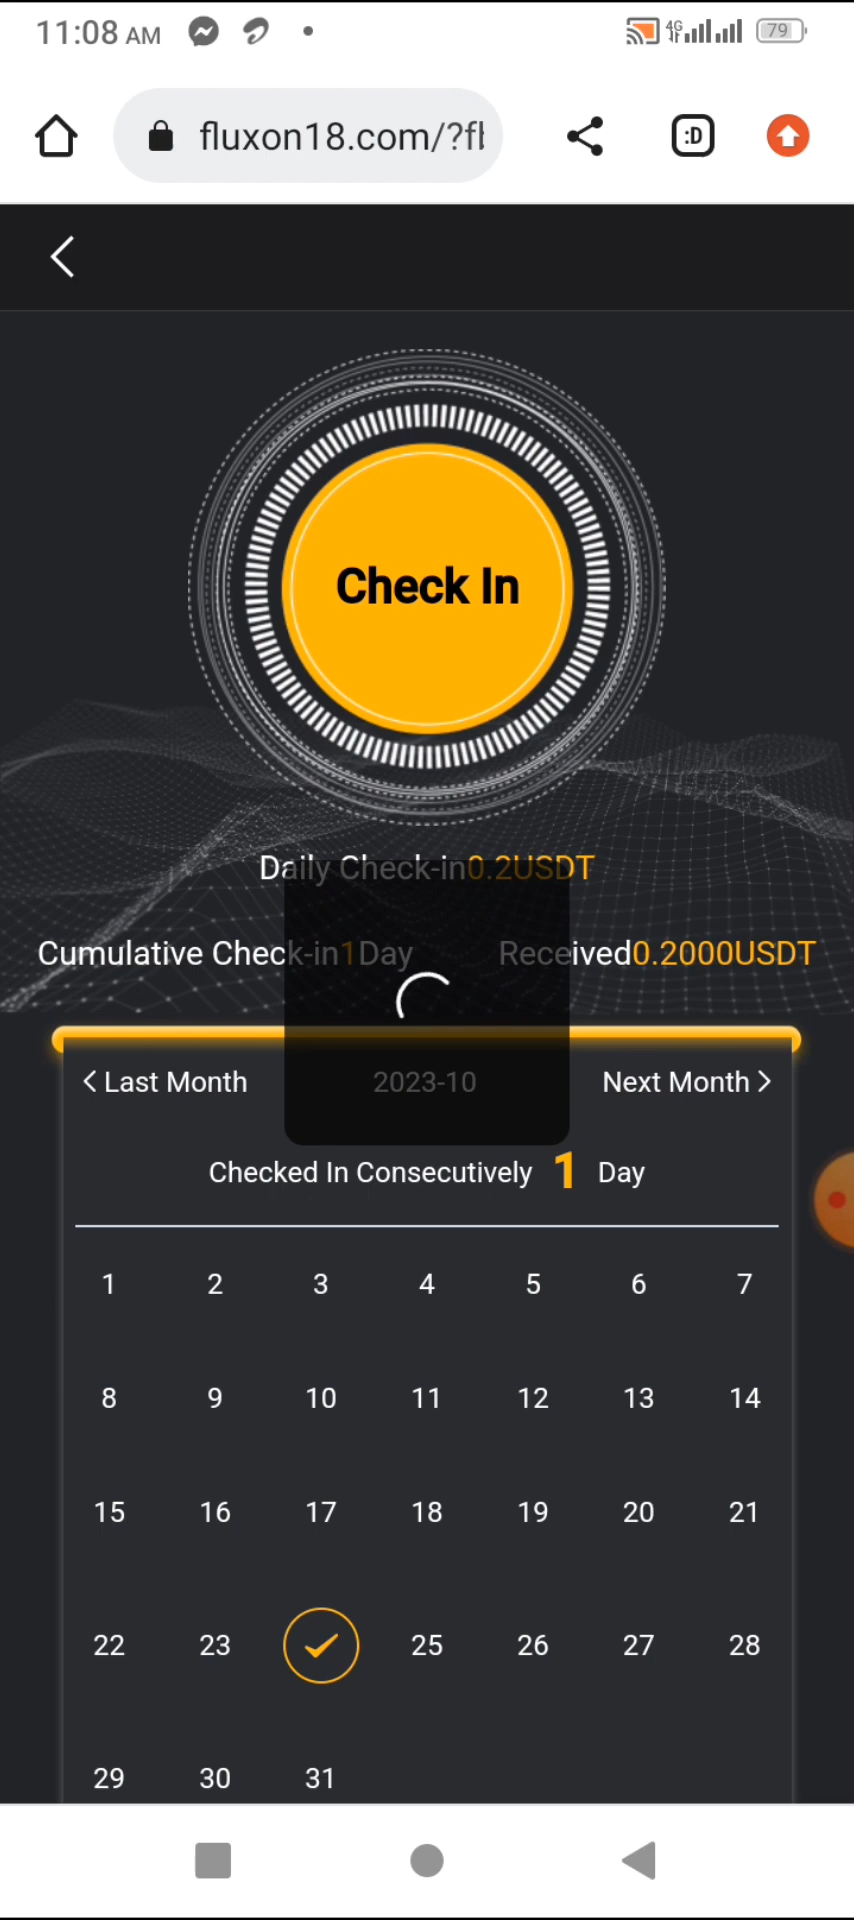 11:08 AM 4G 79
fluxon18.com/?f
:D
Check In
Daily Check-in0.2USDT
Cumulative Check-in1Day Received0.2000USDT
Last Month 2023-10 Next Month
Checked In Consecutively 1 Day
1 2 3 4 5 6 7
8 9 10 11 12 13 14
15 16 17 18 19 20 21
22 23 25 26 27 28
29 30 31